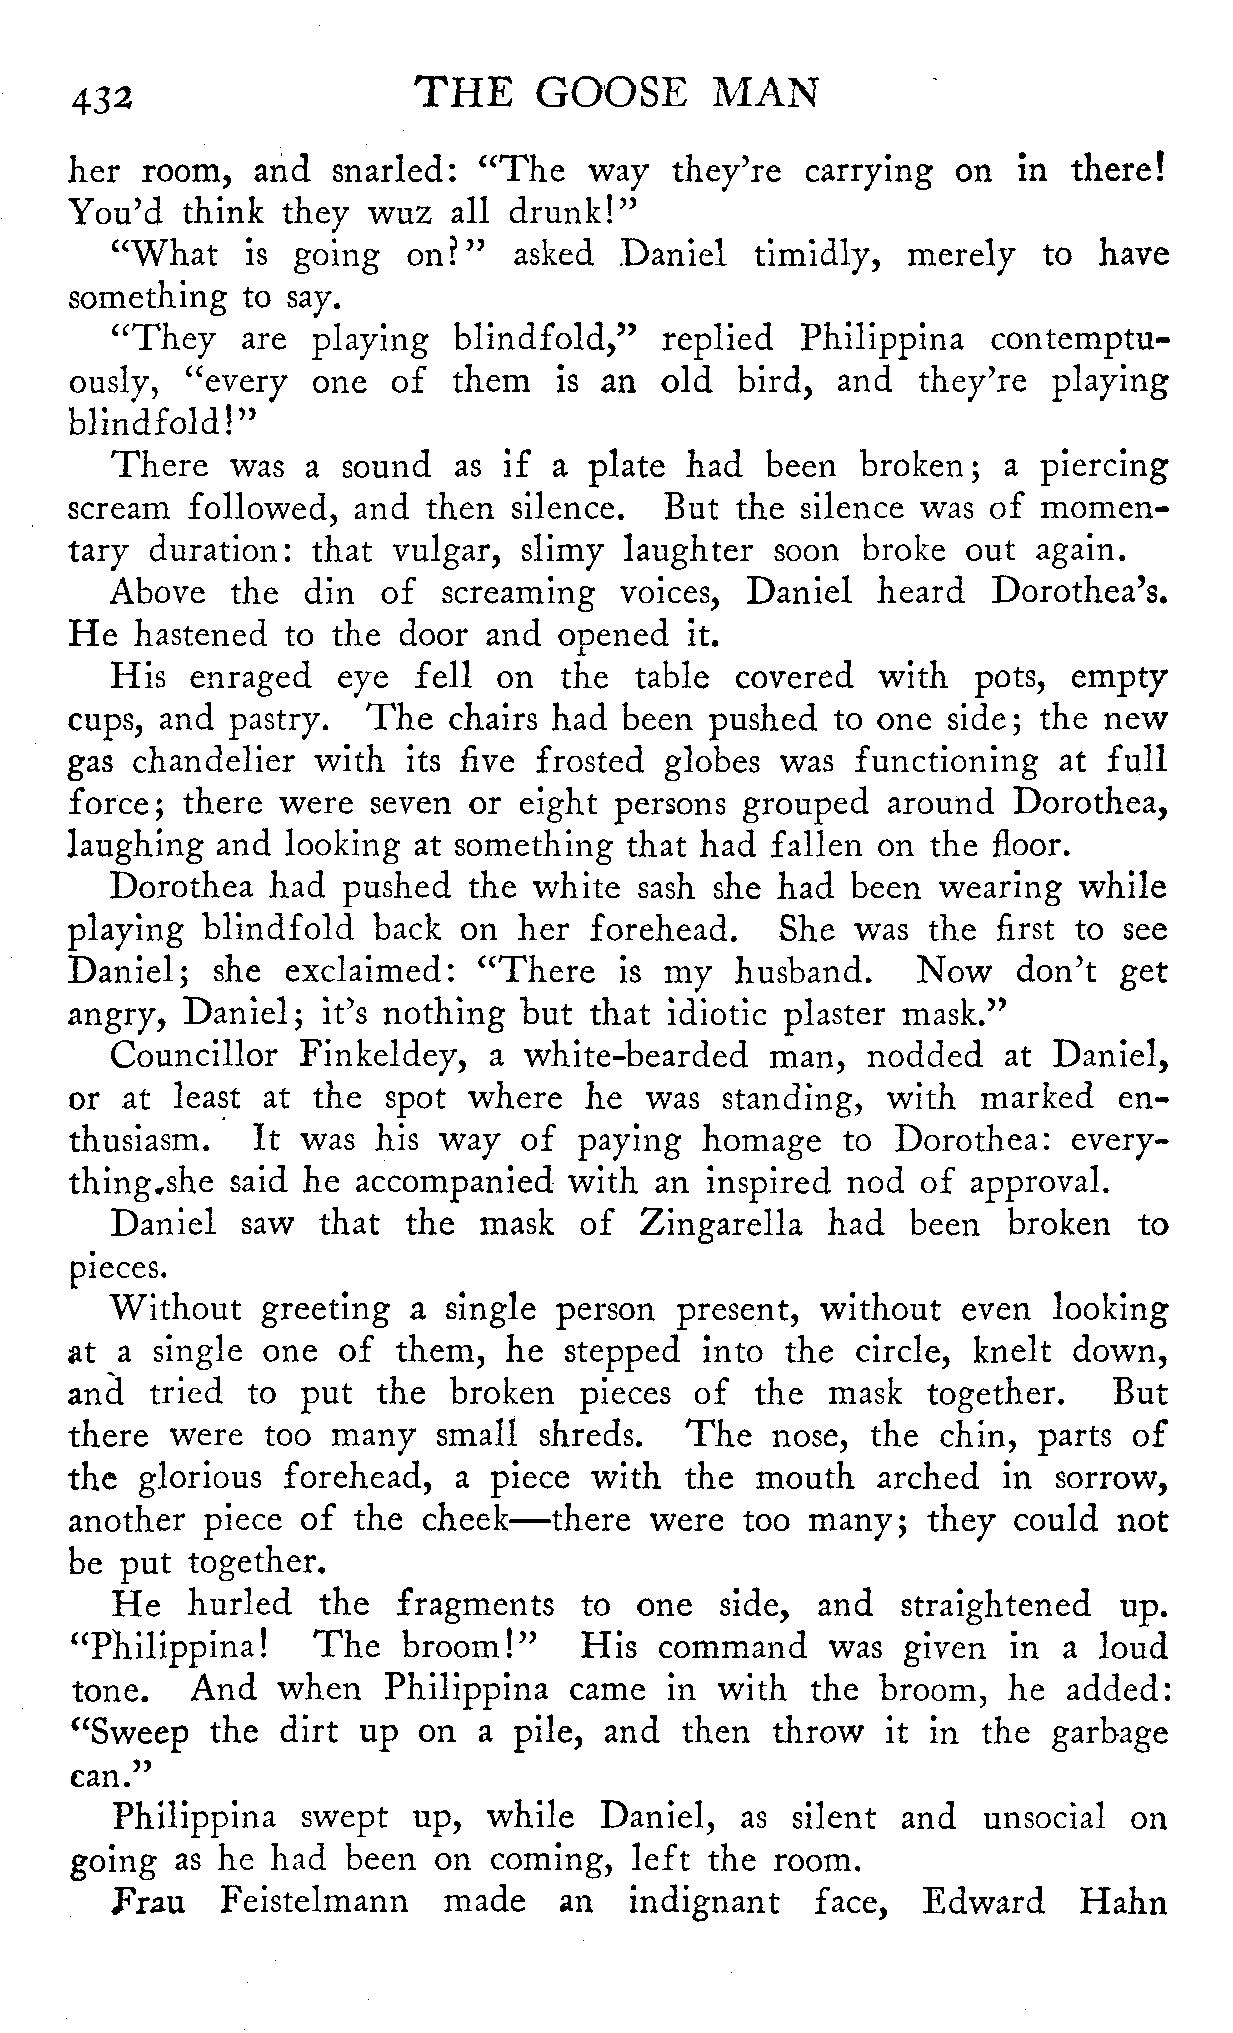 432 THE GOOSE MAN
her room, and snarled: “The way they’re carrying on in there!
You’d think they wuz all drunk!”
“What is going on?” asked Daniel timidly, merely to have
something to say.
“They are playing blindfold,” replied Philippina contemptu-
ously, “every one of them is an old bird, and they’re playing
blindfold!”
There was a sound as if a plate had been broken; a piercing
scream followed, and then silence. But the silence was of momen-
tary duration: that vulgar, slimy laughter soon broke out again.
Above the din of screaming voices, Daniel heard Dorothea’s.
He hastened to the door and opened it.
His enraged eye fell on the table covered with pots, empty
cups, and pastry. The chairs had been pushed to one side; the new
gas chandelier with its five frosted globes was functioning at full
force; there were seven or eight persons grouped around Dorothea,
laughing and looking at something that had fallen on the floor.
Dorothea had pushed the white sash she had been wearing while
playing blindfold back on her forehead. She was the first to see
Daniel; she exclaimed: “There is my husband. Now don’t get
angry, Daniel; it’s nothing but that idiotic plaster mask.”
Councillor Finkeldey, a white-bearded man, nodded at Daniel,
or at least at the spot where he was standing, with marked en-
thusiasm. It was his way of paying homage to Dorothea: every-
thing she said he accompanied with an inspired nod of approval.
Daniel saw that the mask of Zingarella had been broken to
pieces.
Without greeting a single person present, without even looking
at a single one of them, he stepped into the circle, knelt down,
and tried to put the broken pieces of the mask together. But
there were too many small shreds. The nose, the chin, parts of
the glorious forehead, a piece with the mouth arched in sorrow,
another piece of the cheek—there were too many; they could not
be put together.
He hurled the fragments to one side, and straightened up.
“Philippina! The broom!” His command was given in a loud
tone. And when Philippina came in with the broom, he added:
“Sweep the dirt up on a pile, and then throw it in the garbage
can.”
Philippina swept up, while Daniel, as silent and unsocial on
going as he had been on coming, left the room.
Frau Feistelmann made an indignant face, Edward Hahn